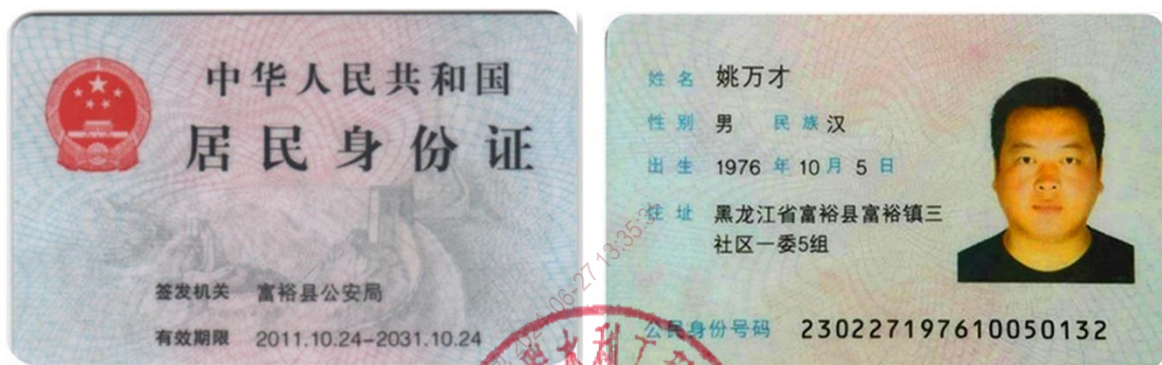 中华人民共和国
居民身份证
签发机关 富裕县公安局
有效期限 2011.10.24-2031.10.24
姓名 姚万才
性别 男 民族 汉
出生 1976 年 10 月 5 日
住址 黑龙江省富裕县富裕镇三
社区一委5组
公民身份号码 230227197610050132